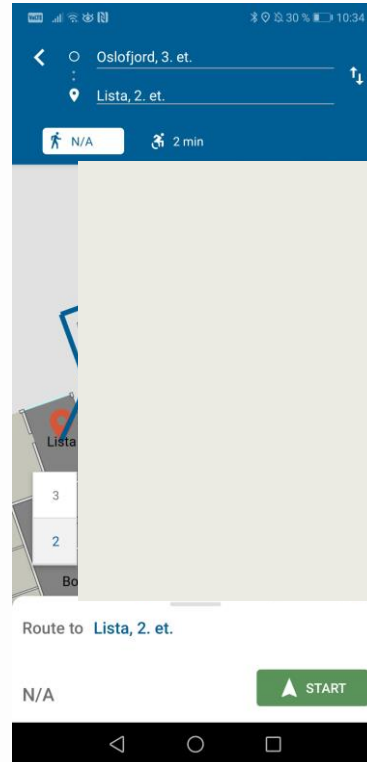 30 % 10:34
Oslofjord, 3. et.
Lista, 2. et.
N/A 2 min
Lista
3
2
Bo
Route to Lista, 2. et.
N/A START